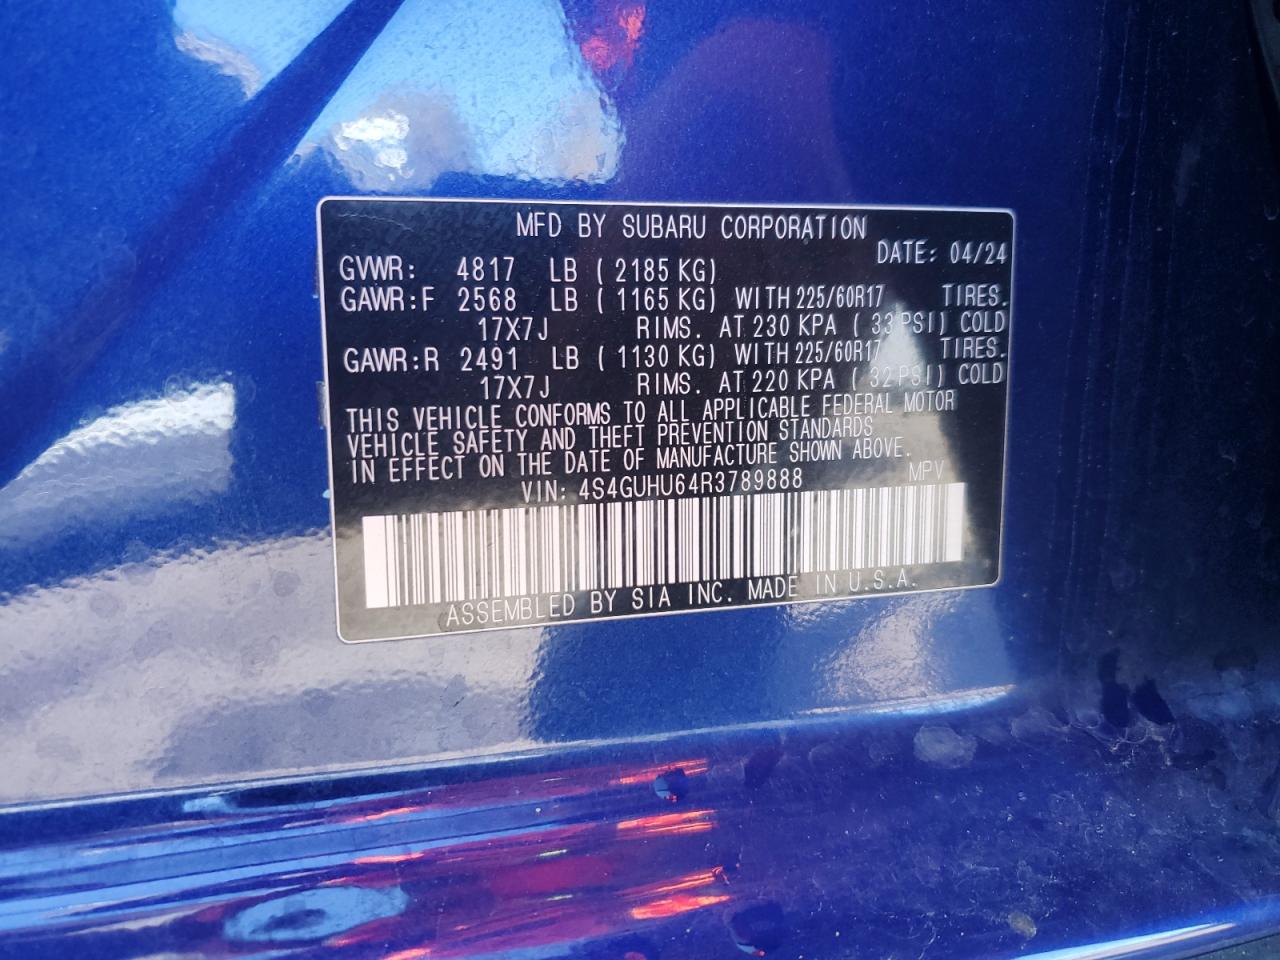 MFD BY SUBARU CORPORATION
DATE: 04/24
GVWR: 4817 LB ( 2185 KG)
GAWR:F 2568 LB ( 1165 KG) WITH 225/60R17 TIRES.
17X7J RIMS. AT 230 KPA ( 33 PSI) COLD
GAWR:R 2491 LB ( 1130 KG) WITH 225/60R17 TIRES.
17X7J RIMS. AT 220 KPA ( 32 PSI) COLD
THIS VEHICLE CONFORMS TO ALL APPLICABLE FEDERAL MOTOR
VEHICLE SAFETY AND THEFT PREVENTION STANDARDS
IN EFFECT ON THE DATE OF MANUFACTURE SHOWN ABOVE.
VIN: 4S4GUHU64R3789888 MPV
ASSEMBLED BY SIA INC. MADE IN U.S.A.